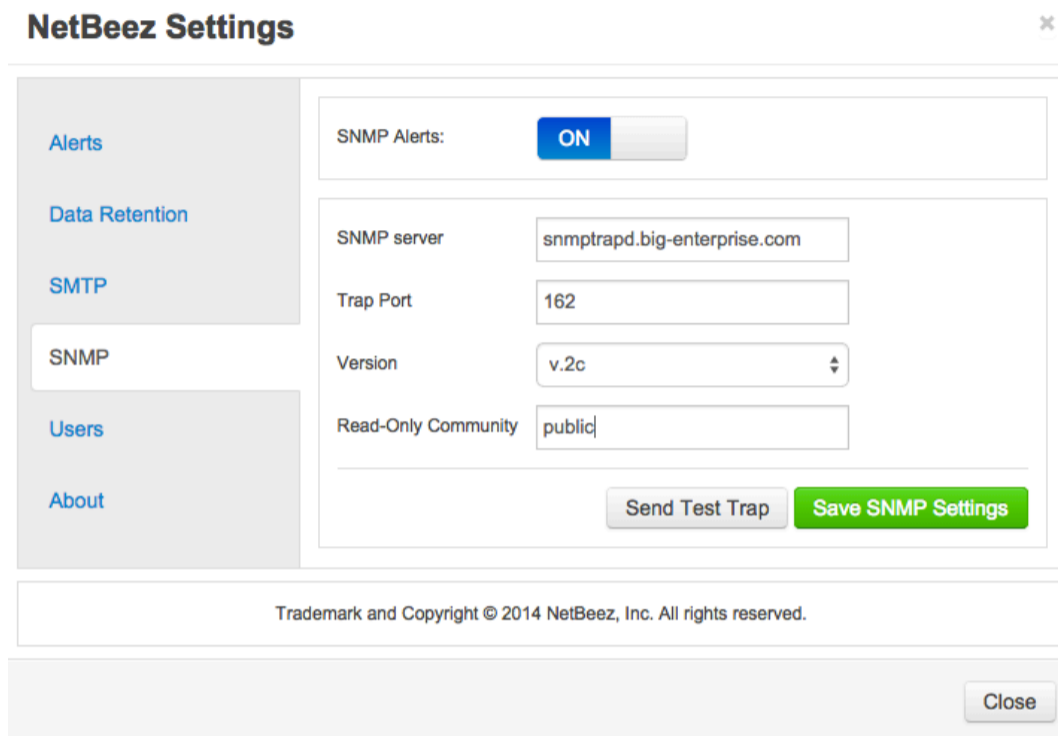 NetBeez Settings
×
Alerts
Data Retention
SMTP
SNMP
Users
About
SNMP Alerts: ON
SNMP server snmptrapd.big-enterprise.com
Trap Port 162
Version v.2c
Read-Only Community public
Send Test Trap Save SNMP Settings
Trademark and Copyright © 2014 NetBeez, Inc. All rights reserved.
Close